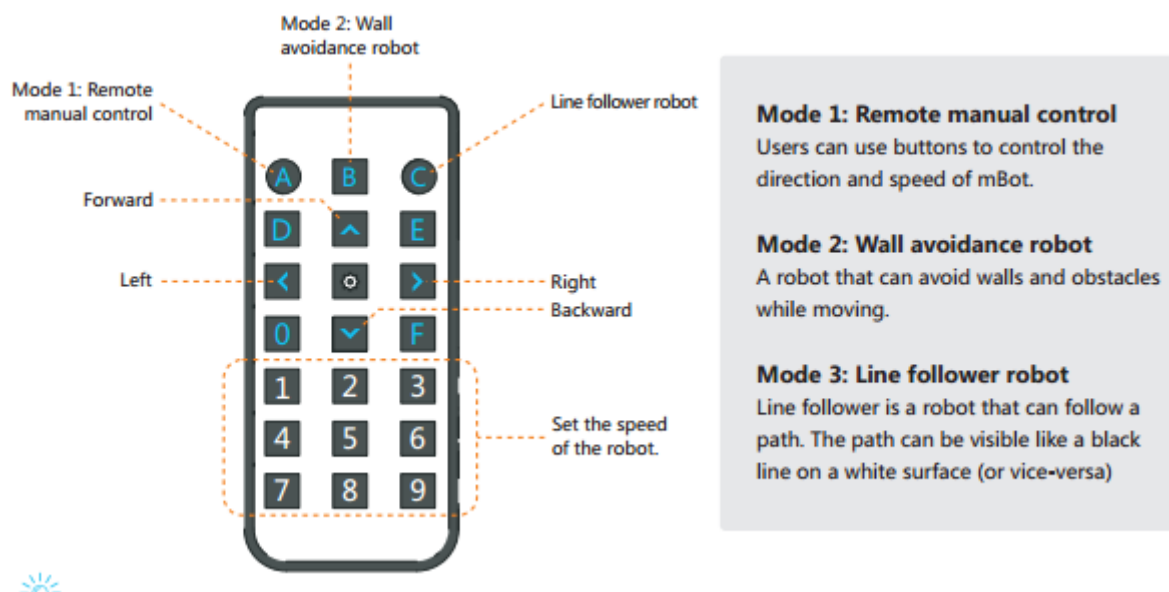 Mode 2: Wall
avoidance robot
Mode 1: Remote
manual control
Line follower robot
A B C
Forward
D E
Left
Right
Backward
0 F
1 2 3
4 5 6
7 8 9
Set the speed
of the robot.
Mode 1: Remote manual control
Users can use buttons to control the
direction and speed of mBot.
Mode 2: Wall avoidance robot
A robot that can avoid walls and obstacles
while moving.
Mode 3: Line follower robot
Line follower is a robot that can follow a
path. The path can be visible like a black
line on a white surface (or vice-versa)